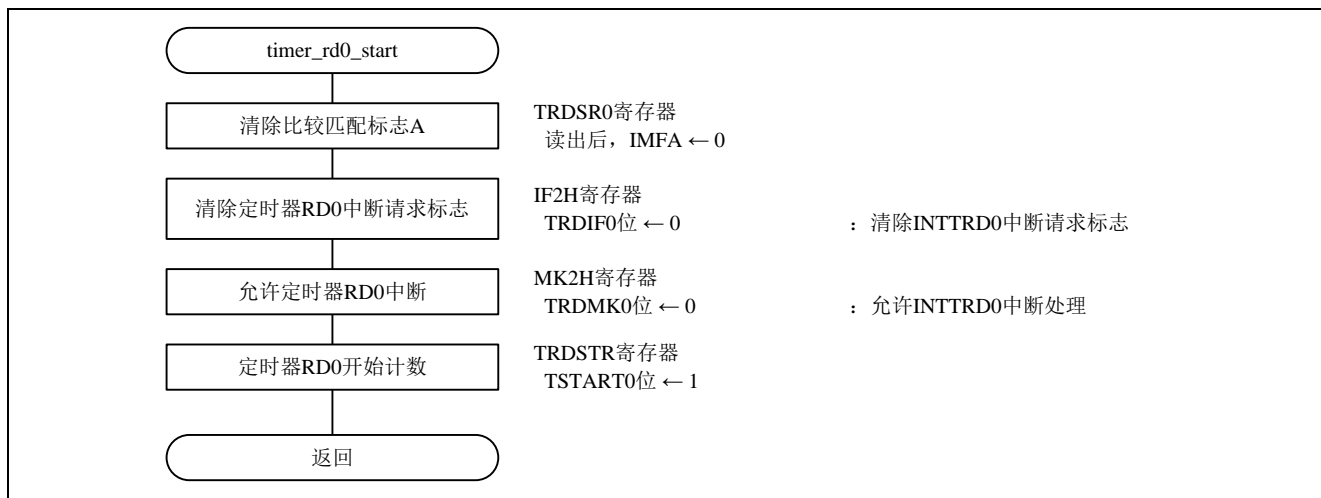 timer_rd0_start
清除比较匹配标志A
TRDSR0寄存器
读出后，IMFA ← 0
清除定时器RD0中断请求标志
IF2H寄存器
TRDIF0位 ← 0 ：清除INTTRD0中断请求标志
允许定时器RD0中断
MK2H寄存器
TRDMK0位 ← 0 ：允许INTTRD0中断处理
定时器RD0开始计数
TRDSTR寄存器
TSTART0位 ← 1
返回